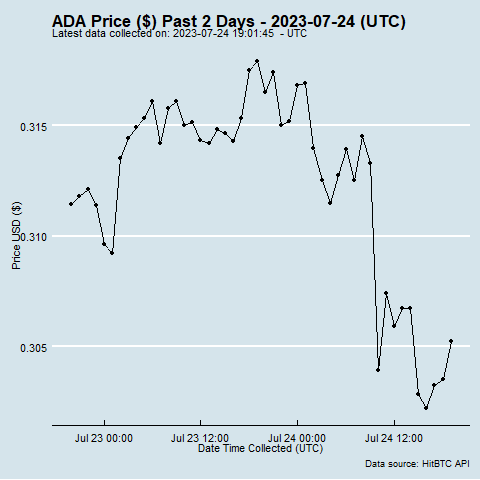 ADA Price ($) Past 2 Days - 2023-07-24 (UTC)
Latest data collected on: 2023-07-24 19:01:45 - UTC
0.315
0.310
0.305
Price USD ($)
Jul 23 00:00
Jul 23 12:00
Jul 24 00:00
Jul 24 12:00
Date Time Collected (UTC)
Data source: HitBTC API